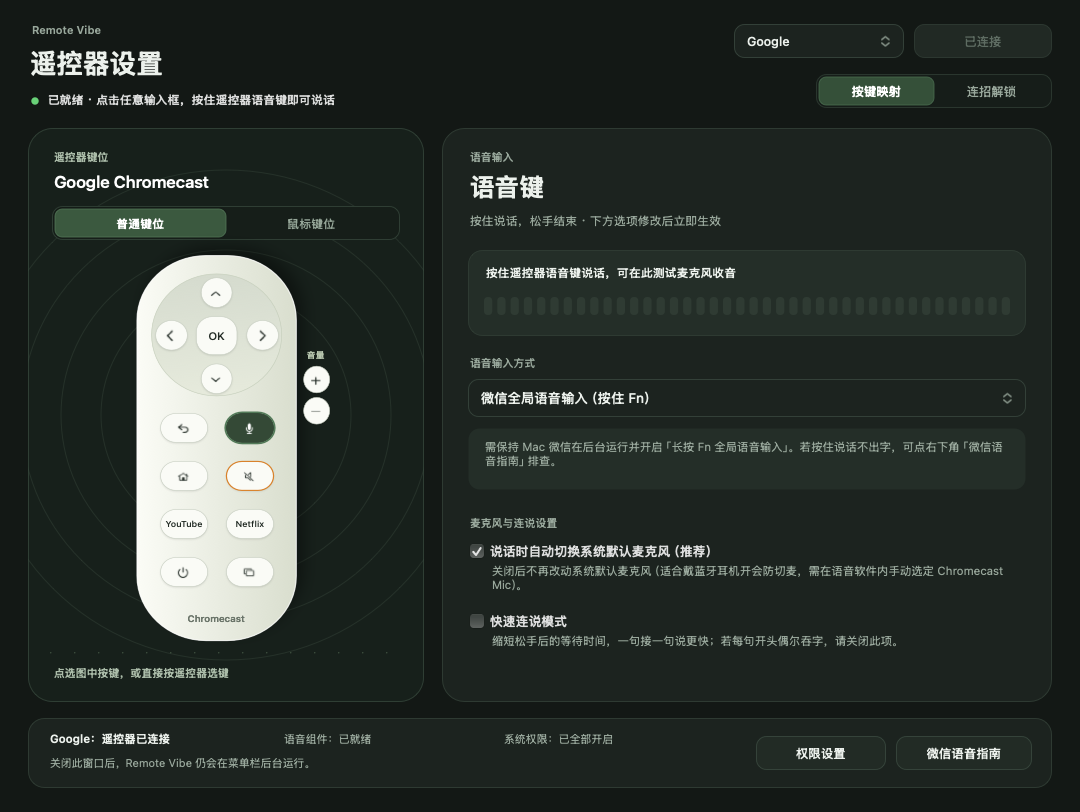 Remote Vibe
遥控器设置
已就绪 · 点击任意输入框，按住遥控器语音键即可说话
Google
已连接
按键映射
连招解锁
遥控器键位
Google Chromecast
普通键位
鼠标键位
OK
音量
YouTube
Netflix
Chromecast
点选图中按键，或直接按遥控器选键
语音输入
语音键
按住说话，松手结束 · 下方选项修改后立即生效
按住遥控器语音键说话，可在此测试麦克风收音
语音输入方式
微信全局语音输入 (按住 Fn)
需保持 Mac 微信在后台运行并开启「长按 Fn 全局语音输入」。若按住说话不出字，可点右下角「微信语
音指南」排查。
麦克风与连说设置
说话时自动切换系统默认麦克风 (推荐)
关闭后不再改动系统默认麦克风 (适合戴蓝牙耳机开会防切麦，需在语音软件内手动选定 Chromecast
Mic)。
快速连说模式
缩短松手后的等待时间，一句接一句说更快；若每句开头偶尔吞字，请关闭此项。
Google：遥控器已连接
语音组件：已就绪
系统权限：已全部开启
关闭此窗口后，Remote Vibe 仍会在菜单栏后台运行。
权限设置
微信语音指南